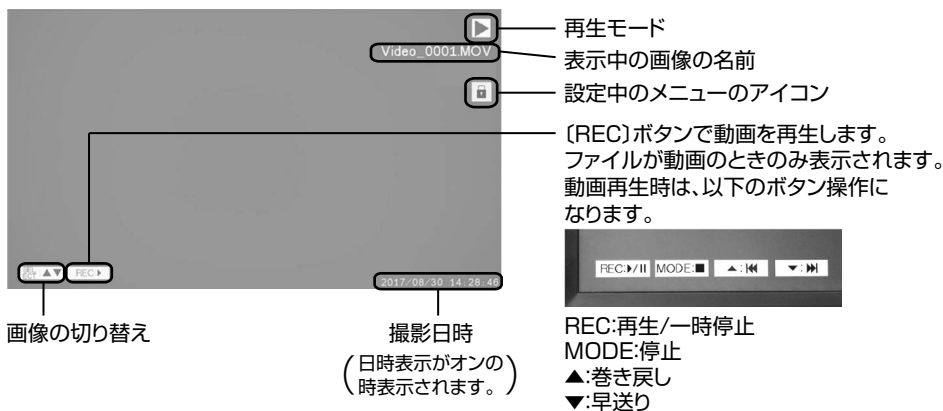 再生モード
Video_0001.MOV
表示中の画像の名前
設定中のメニューのアイコン
〔REC〕ボタンで動画を再生します。
ファイルが動画のときのみ表示されます。
動画再生時は、以下のボタン操作に
なります。
▲▼ REC:▶
2017/08/30 14:28:46
REC:▶/II MODE:■ ▲:⏮ ▼:⏭
画像の切り替え
撮影日時
(日時表示がオンの
時表示されます。)
REC:再生/一時停止
MODE:停止
▲:巻き戻し
▼:早送り